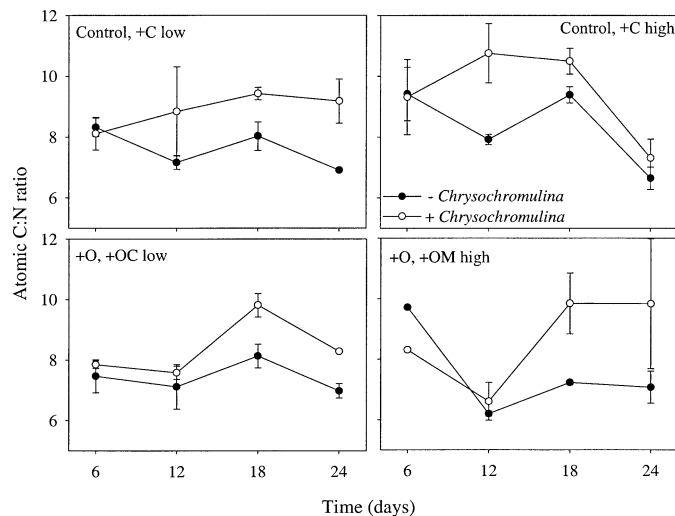 12
10
8
6
Control, +C low
Control, +C high
- Chrysochromulina
+ Chrysochromulina
Atomic C:N ratio
12
10
8
6
+O, +OC low
+O, +OM high
6 12 18 24
6 12 18 24
Time (days)